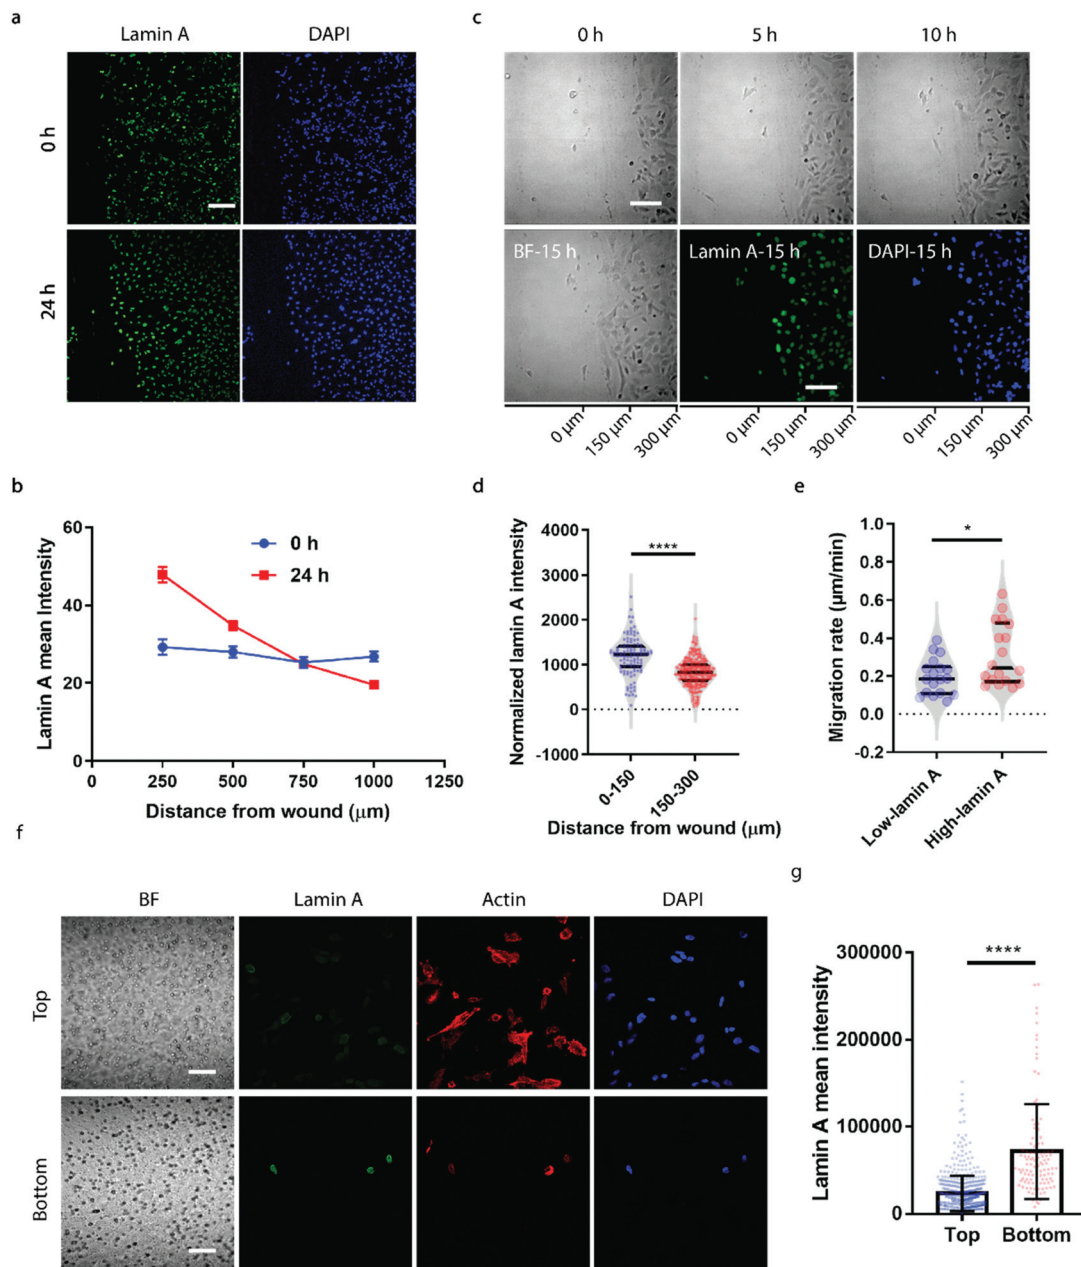 a
Lamin A
DAPI
0 h
24 h
c
0 h
5 h
10 h
BF-15 h
Lamin A-15 h
DAPI-15 h
0 μm
150 μm
300 μm
0 μm
150 μm
300 μm
0 μm
150 μm
300 μm
b
Lamin A mean Intensity
60
40
20
0
0 h
24 h
0
250
500
750
1000
1250
Distance from wound (μm)
d
Normalized lamin A intensity
4000
3000
2000
1000
0
-1000
****
0-150
150-300
Distance from wound (μm)
e
Migration rate (μm/min)
1.0
0.8
0.6
0.4
0.2
0.0
-0.2
*
Low-lamin A
High-lamin A
f
BF
Lamin A
Actin
DAPI
Top
Bottom
g
Lamin A mean intensity
300000
200000
100000
0
****
Top
Bottom